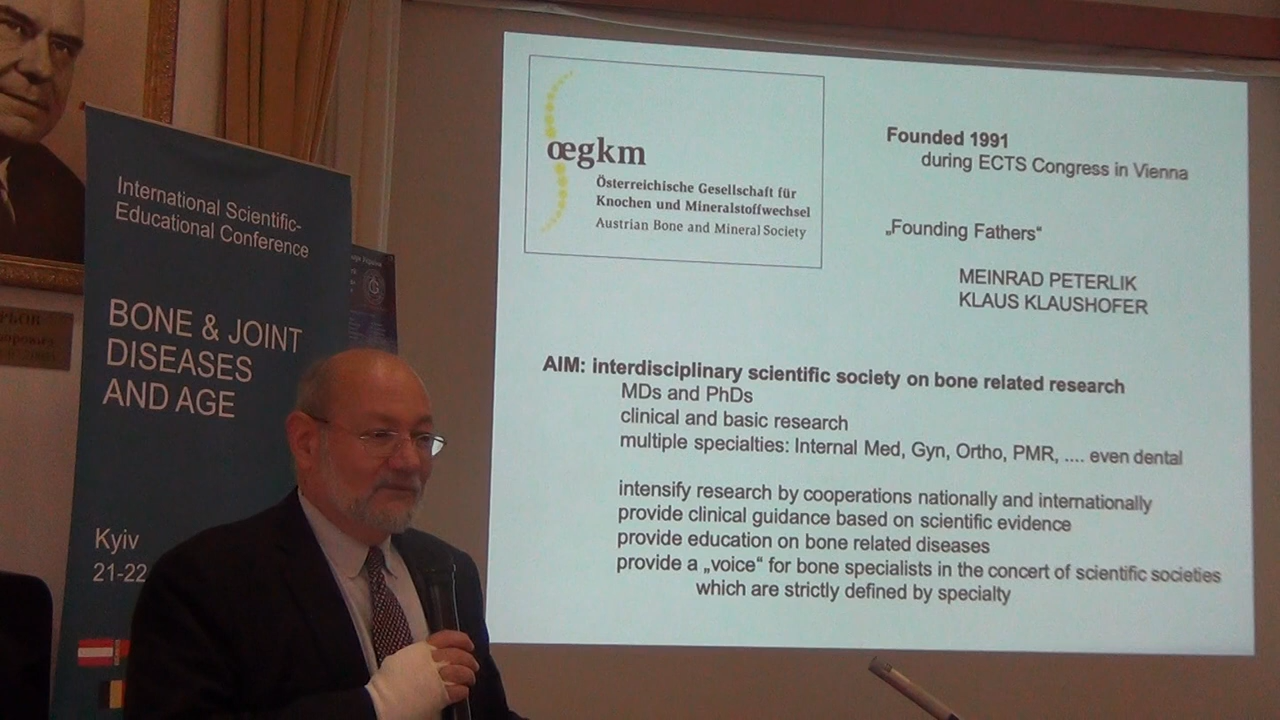 International Scientific-
Educational Conference
BONE & JOINT
DISEASES
AND AGE
Kyiv
21-22
œgkm
Österreichische Gesellschaft für
Knochen und Mineralstoffwechsel
Austrian Bone and Mineral Society
Founded 1991
during ECTS Congress in Vienna
„Founding Fathers“
MEINRAD PETERLIK
KLAUS KLAUSHOFER
AIM: interdisciplinary scientific society on bone related research
MDs and PhDs
clinical and basic research
multiple specialties: Internal Med, Gyn, Ortho, PMR, .... even dental
intensify research by cooperations nationally and internationally
provide clinical guidance based on scientific evidence
provide education on bone related diseases
provide a „voice“ for bone specialists in the concert of scientific societies
which are strictly defined by specialty